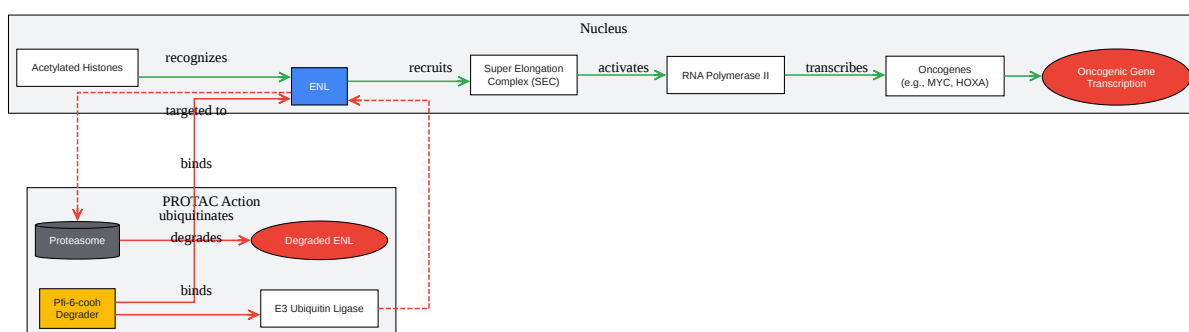 Nucleus
Acetylated Histones
recognizes
ENL
recruits
Super Elongation
Complex (SEC)
activates
RNA Polymerase II
transcribes
Oncogenes
(e.g., MYC, HOXA)
Oncogenic Gene
Transcription
targeted to
binds
PROTAC Action
ubiquitinates
Proteasome
degrades
Degraded ENL
Pfi-6-cooh
Degrader
binds
E3 Ubiquitin Ligase